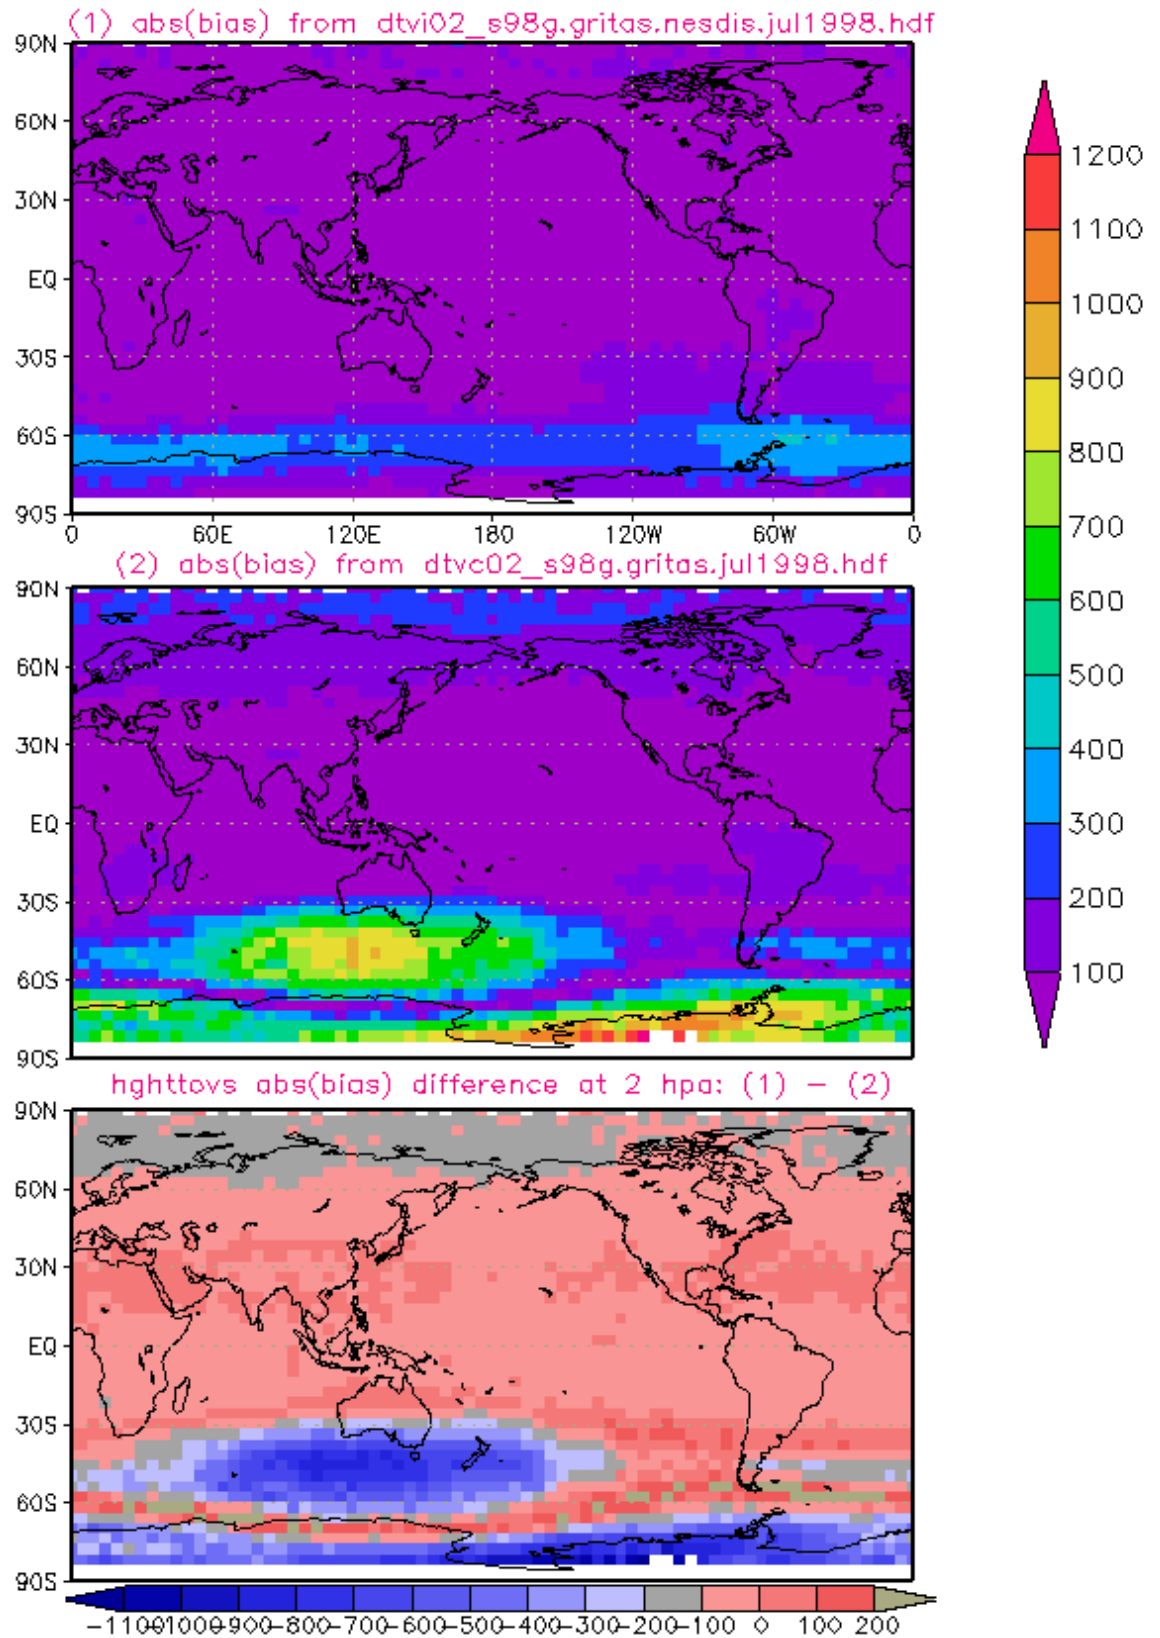 (1) abs(bias) from dtvi02_s98g.gritas.nesdis.jul1998.hdf
90N
60N
30N
EQ
30S
60S
90S
0 60E 120E 180 120W 60W 0
(2) abs(bias) from dtvc02_s98g.gritas.jul1998.hdf
90N
60N
30N
EQ
30S
60S
90S
hghttovs abs(bias) difference at 2 hpa: (1) — (2)
90N
60N
30N
EQ
30S
60S
90S
-1100 -1000 -900 -800 -700 -600 -500 -400 -300 -200 -100 0 100 200
1200
1100
1000
900
800
700
600
500
400
300
200
100